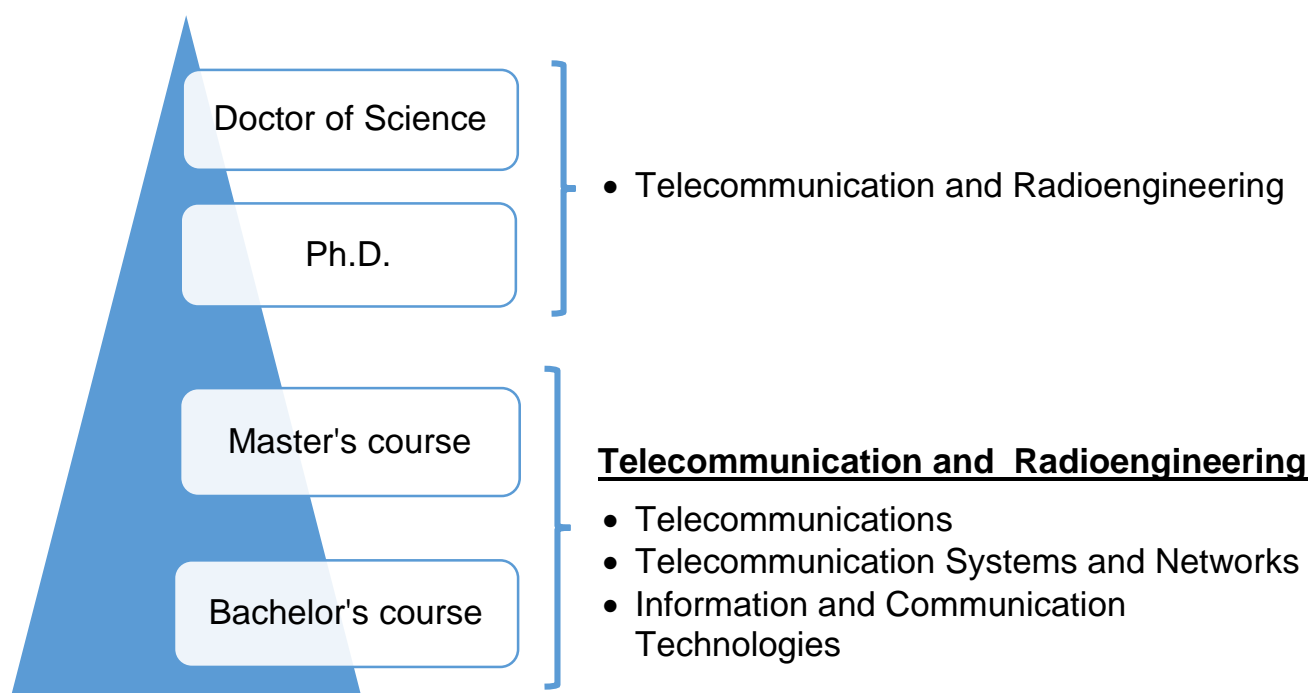 Doctor of Science
Ph.D.
• Telecommunication and Radioengineering
Master's course
Bachelor's course
Telecommunication and  Radioengineering
• Telecommunications
• Telecommunication Systems and Networks
• Information and Communication
Technologies